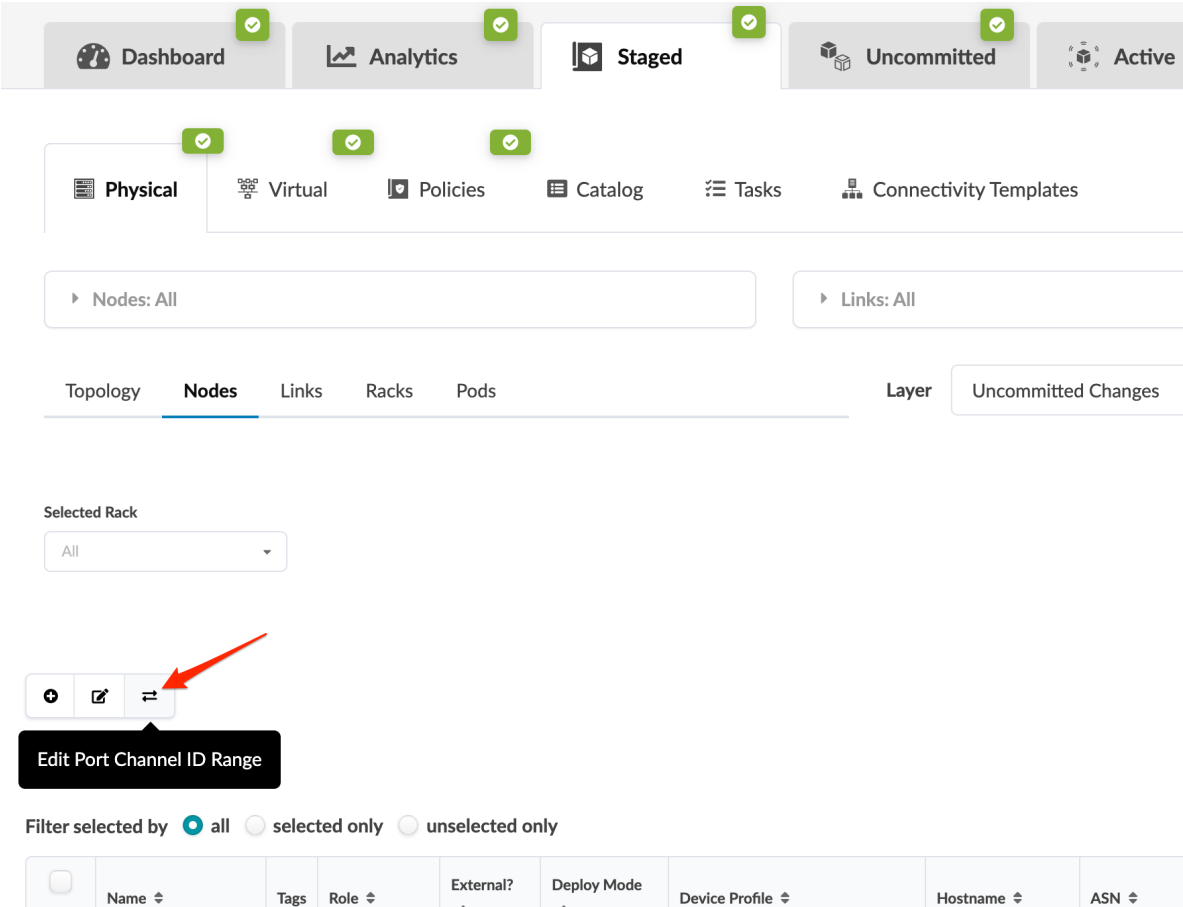 Dashboard Analytics Staged Uncommitted Active
Physical Virtual Policies Catalog Tasks Connectivity Templates
Nodes: All Links: All
Topology Nodes Links Racks Pods Layer Uncommitted Changes
Selected Rack
All
Edit Port Channel ID Range
Filter selected by all selected only unselected only
Name Tags Role External? Deploy Mode Device Profile Hostname ASN